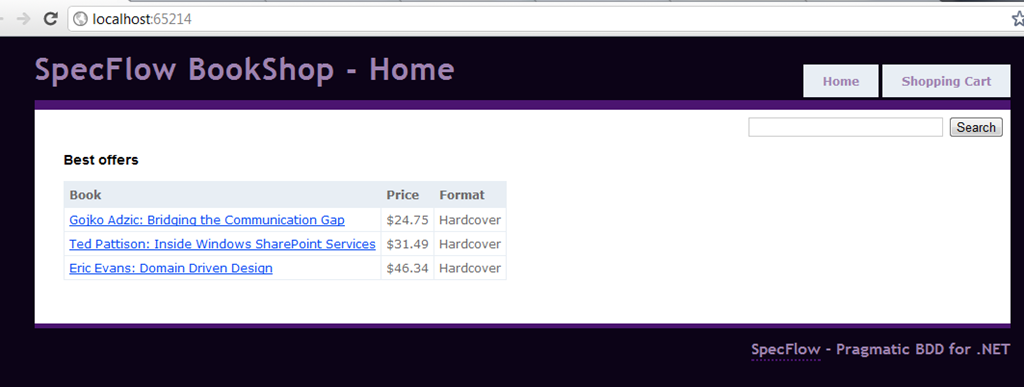 localhost:65214
SpecFlow BookShop - Home
Home Shopping Cart
Search
Best offers
Book Price Format
Gojko Adzic: Bridging the Communication Gap $24.75 Hardcover
Ted Pattison: Inside Windows SharePoint Services $31.49 Hardcover
Eric Evans: Domain Driven Design $46.34 Hardcover
SpecFlow - Pragmatic BDD for .NET